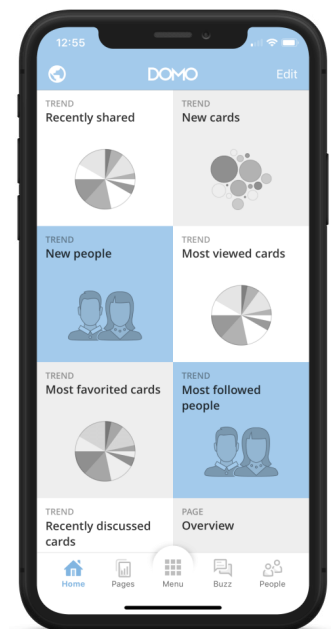 12:55
DOMO
Edit
TREND
Recently shared
TREND
New cards
TREND
New people
TREND
Most viewed cards
TREND
Most favorited cards
TREND
Most followed
people
TREND
Recently discussed
cards
PAGE
Overview
Home
Pages
Menu
Buzz
People